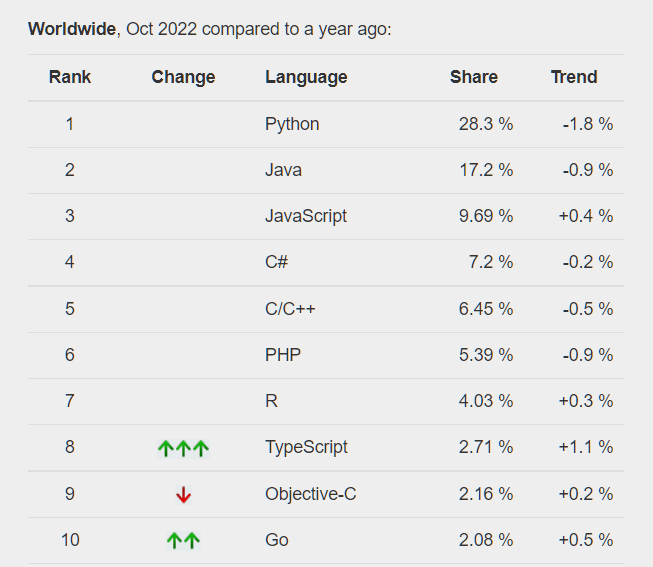 Worldwide, Oct 2022 compared to a year ago:
Rank Change Language Share Trend
1 Python 28.3 % -1.8 %
2 Java 17.2 % -0.9 %
3 JavaScript 9.69 % +0.4 %
4 C# 7.2 % -0.2 %
5 C/C++ 6.45 % -0.5 %
6 PHP 5.39 % -0.9 %
7 R 4.03 % +0.3 %
8 ↑↑↑ TypeScript 2.71 % +1.1 %
9 ↓ Objective-C 2.16 % +0.2 %
10 ↑↑ Go 2.08 % +0.5 %